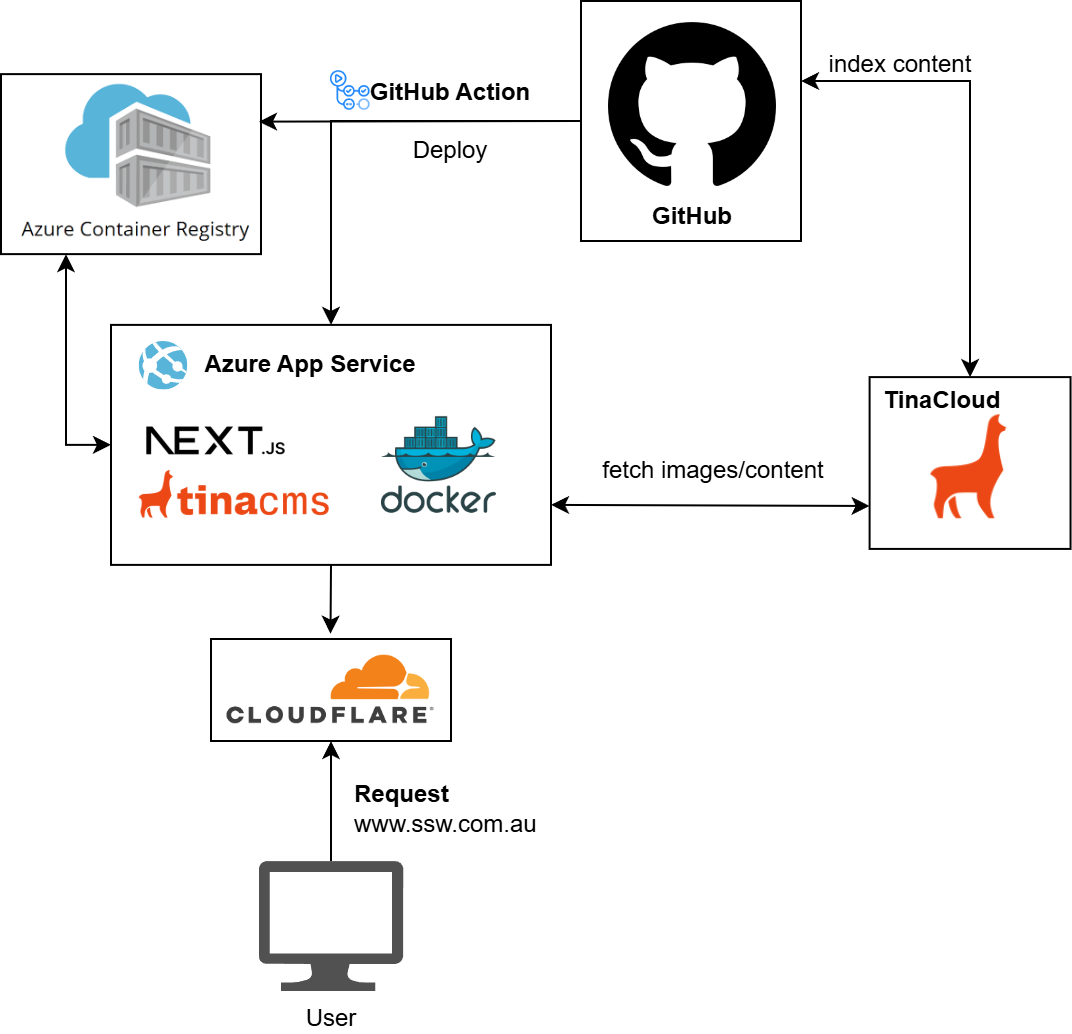 index content
GitHub Action
Deploy
GitHub
Azure Container Registry
Azure App Service
NEXT.JS
tinacms
docker
TinaCloud
fetch images/content
CLOUDFLARE
Request
www.ssw.com.au
User